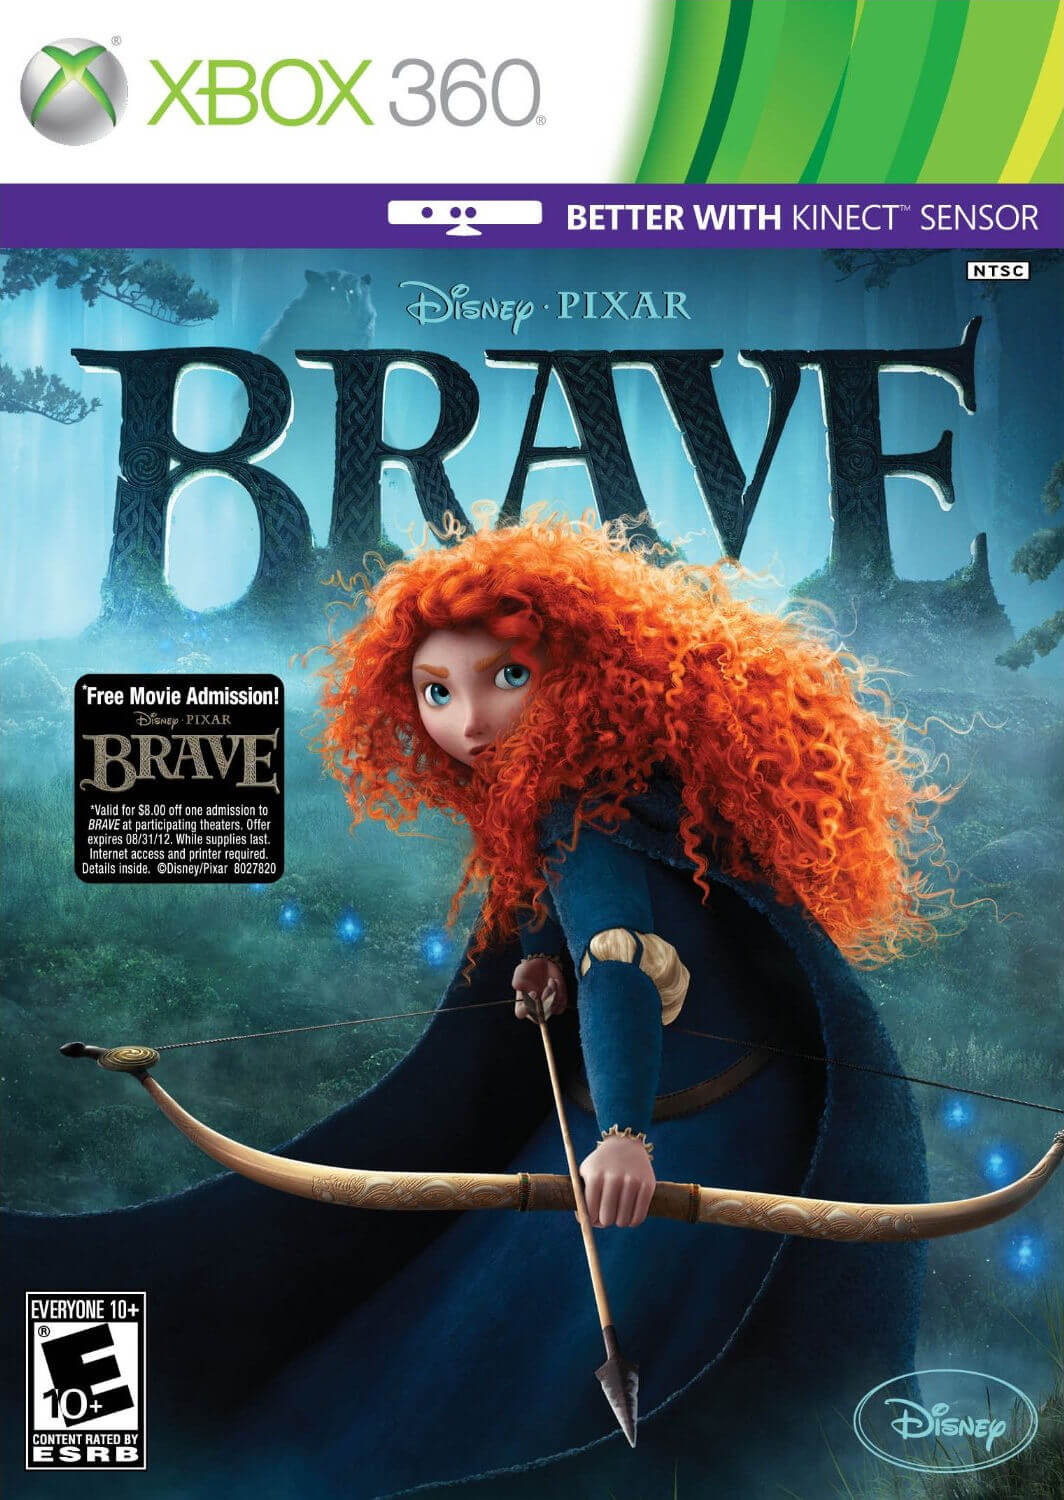 XBOX 360®
BETTER WITH KINECT™ SENSOR
NTSC
Disney · PIXAR
BRAVE
*Free Movie Admission!
Disney · PIXAR
BRAVE
*Valid for $8.00 off one admission to
BRAVE at participating theaters. Offer
expires 08/31/12. While supplies last.
Internet access and printer required.
Details inside. ©Disney/Pixar 8027820
EVERYONE 10+
®
E
10+
CONTENT RATED BY
ESRB
Disney